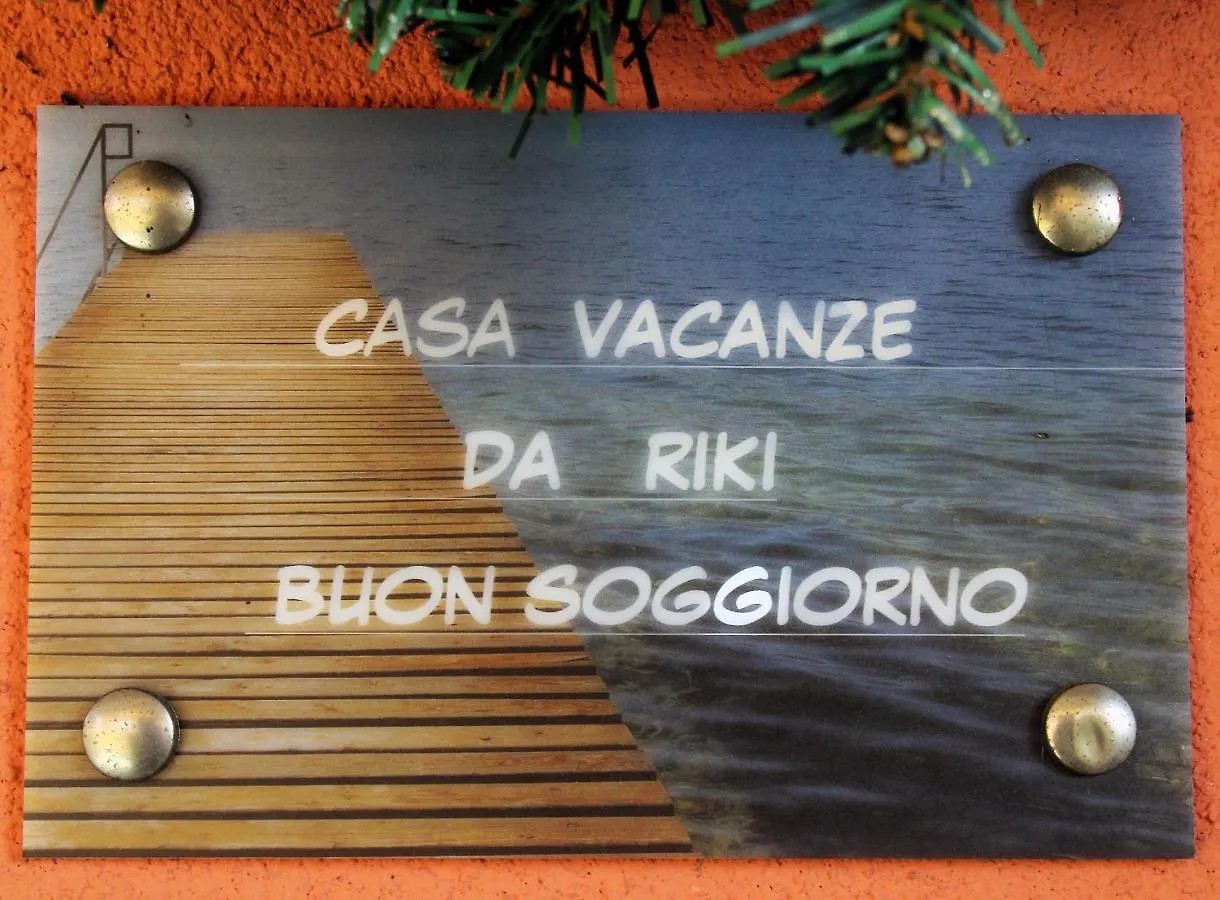 CASA VACANZE
DA RIKI
BUON SOGGIORNO